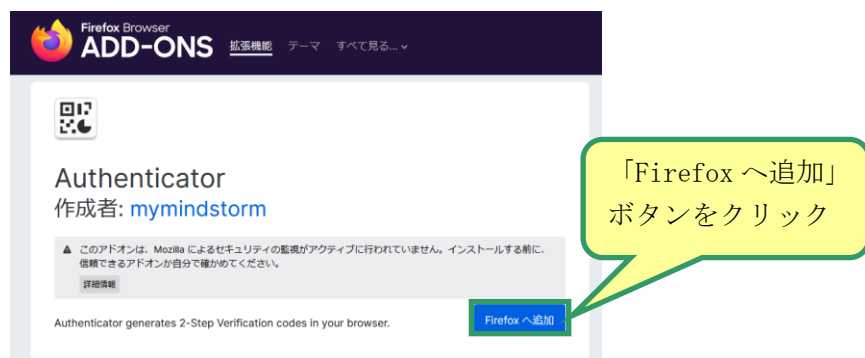 Firefox Browser
ADD-ONS 拡張機能 テーマ すべて見る...
Authenticator
作成者: mymindstorm
このアドオンは、Mozilla によるセキュリティの監視がアクティブに行われていません。インストールする前に、
信頼できるアドオンか自分で確かめてください。
詳細情報
Authenticator generates 2-Step Verification codes in your browser.
Firefox へ追加
「Firefox へ追加」
ボタンをクリック